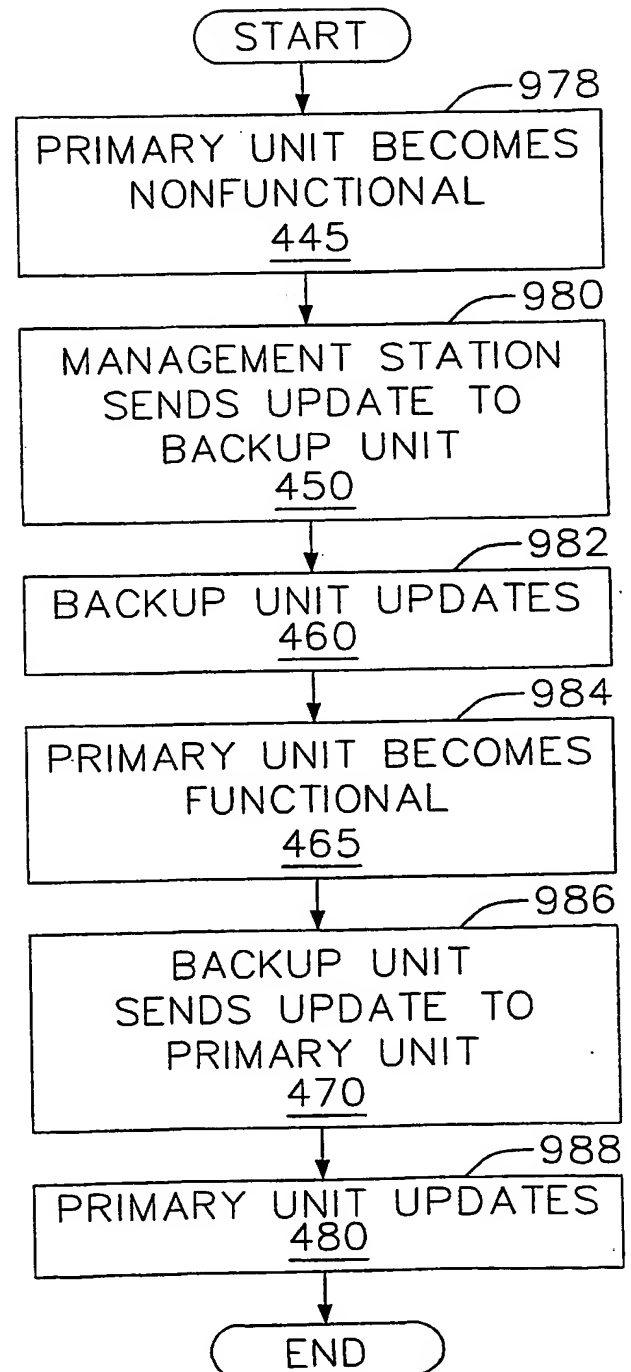 START
978
PRIMARY UNIT BECOMES
NONFUNCTIONAL
445
980
MANAGEMENT STATION
SENDS UPDATE TO
BACKUP UNIT
450
982
BACKUP UNIT UPDATES
460
984
PRIMARY UNIT BECOMES
FUNCTIONAL
465
986
BACKUP UNIT
SENDS UPDATE TO
PRIMARY UNIT
470
988
PRIMARY UNIT UPDATES
480
END